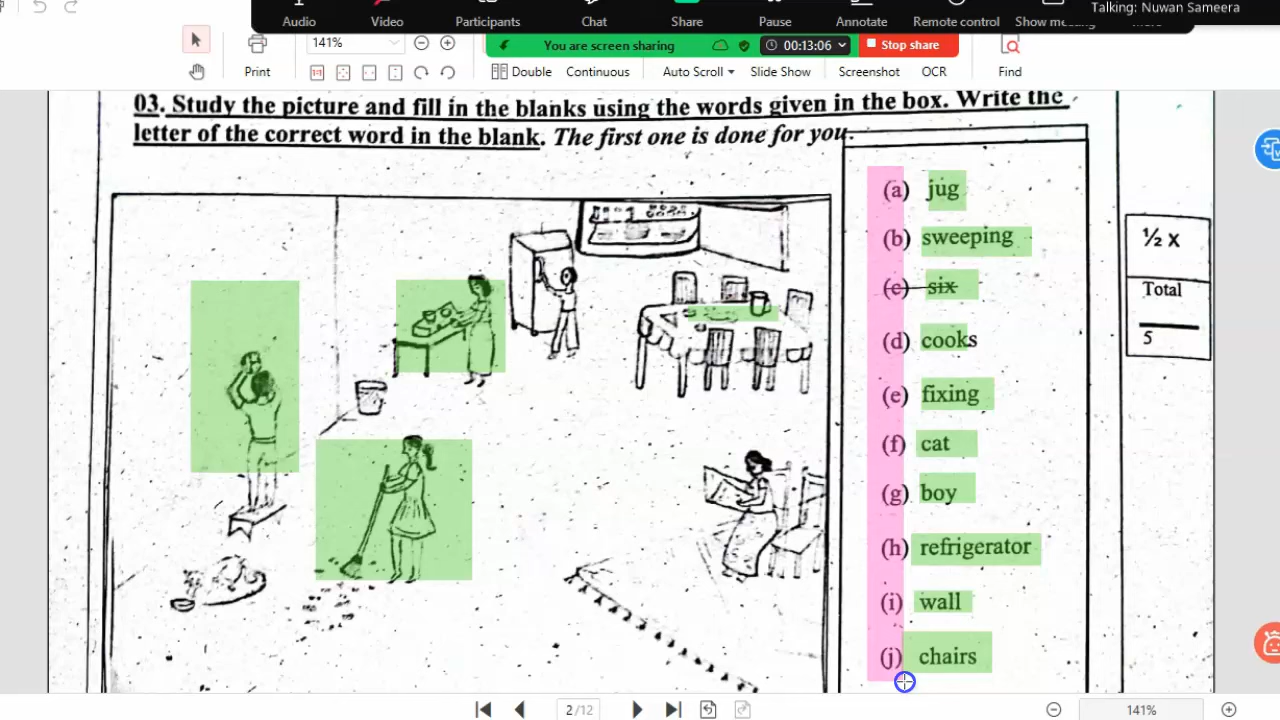 Talking: Nuwan Sameera
Audio Video Participants Chat Share Pause Annotate Remote control
141% You are screen sharing 00:13:06 Stop share
Print Double Continuous Auto Scroll Slide Show Screenshot OCR Find
03. Study the picture and fill in the blanks using the words given in the box. Write the
letter of the correct word in the blank. The first one is done for you.
(a) jug
(b) sweeping
(c) six
(d) cooks
(e) fixing
(f) cat
(g) boy
(h) refrigerator
(i) wall
(j) chairs
½ x
Total
5
2/12
141%